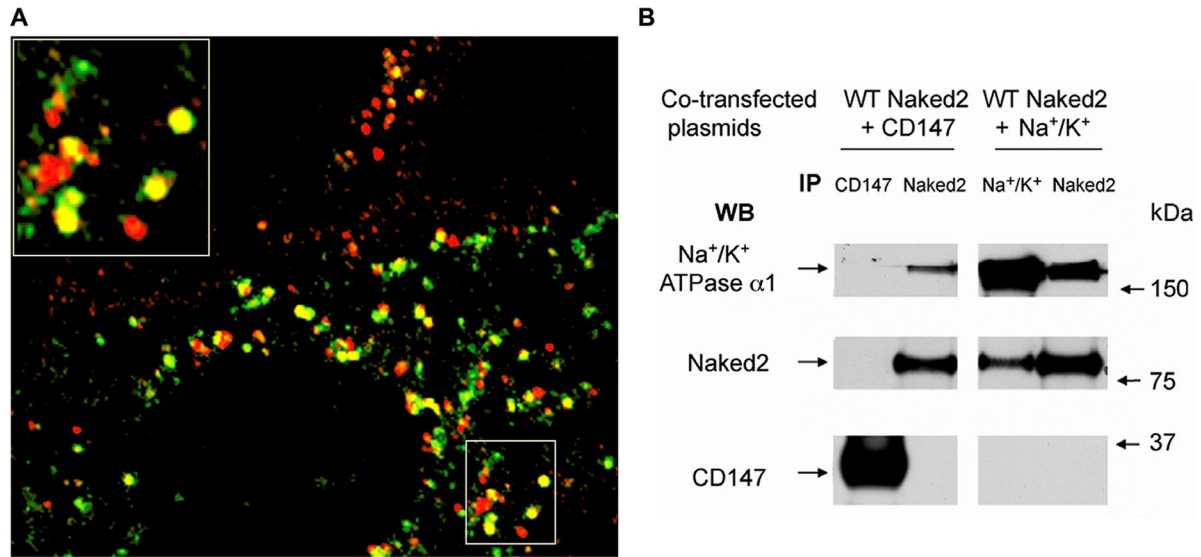 A
B
Co-transfected plasmids
WT Naked2 + CD147
WT Naked2 + Na⁺/K⁺
IP CD147 Naked2 Na⁺/K⁺ Naked2
WB
kDa
Na⁺/K⁺
ATPase α1
150
Naked2
75
37
CD147